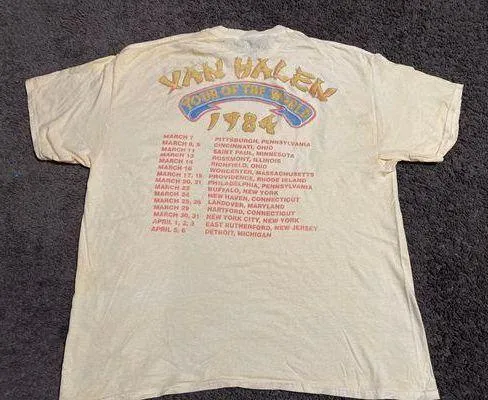 VAN HALEN
TOUR OF THE WORLD
1984
MARCH 7 PITTSBURGH, PENNSYLVANIA
MARCH 8, 9 CINCINNATI, OHIO
MARCH 11 SAINT PAUL, MINNESOTA
MARCH 13 ROSEMONT, ILLINOIS
MARCH 14 RICHFIELD, OHIO
MARCH 16 WORCESTER, MASSACHUSETTS
MARCH 17, 18 PROVIDENCE, RHODE ISLAND
MARCH 20, 21 PHILADELPHIA, PENNSYLVANIA
MARCH 22 BUFFALO, NEW YORK
MARCH 24 NEW HAVEN, CONNECTICUT
MARCH 25, 26 LANDOVER, MARYLAND
MARCH 29 HARTFORD, CONNECTICUT
MARCH 30, 31 NEW YORK CITY, NEW YORK
APRIL 1, 2, 3 EAST RUTHERFORD, NEW JERSEY
APRIL 5, 6 DETROIT, MICHIGAN